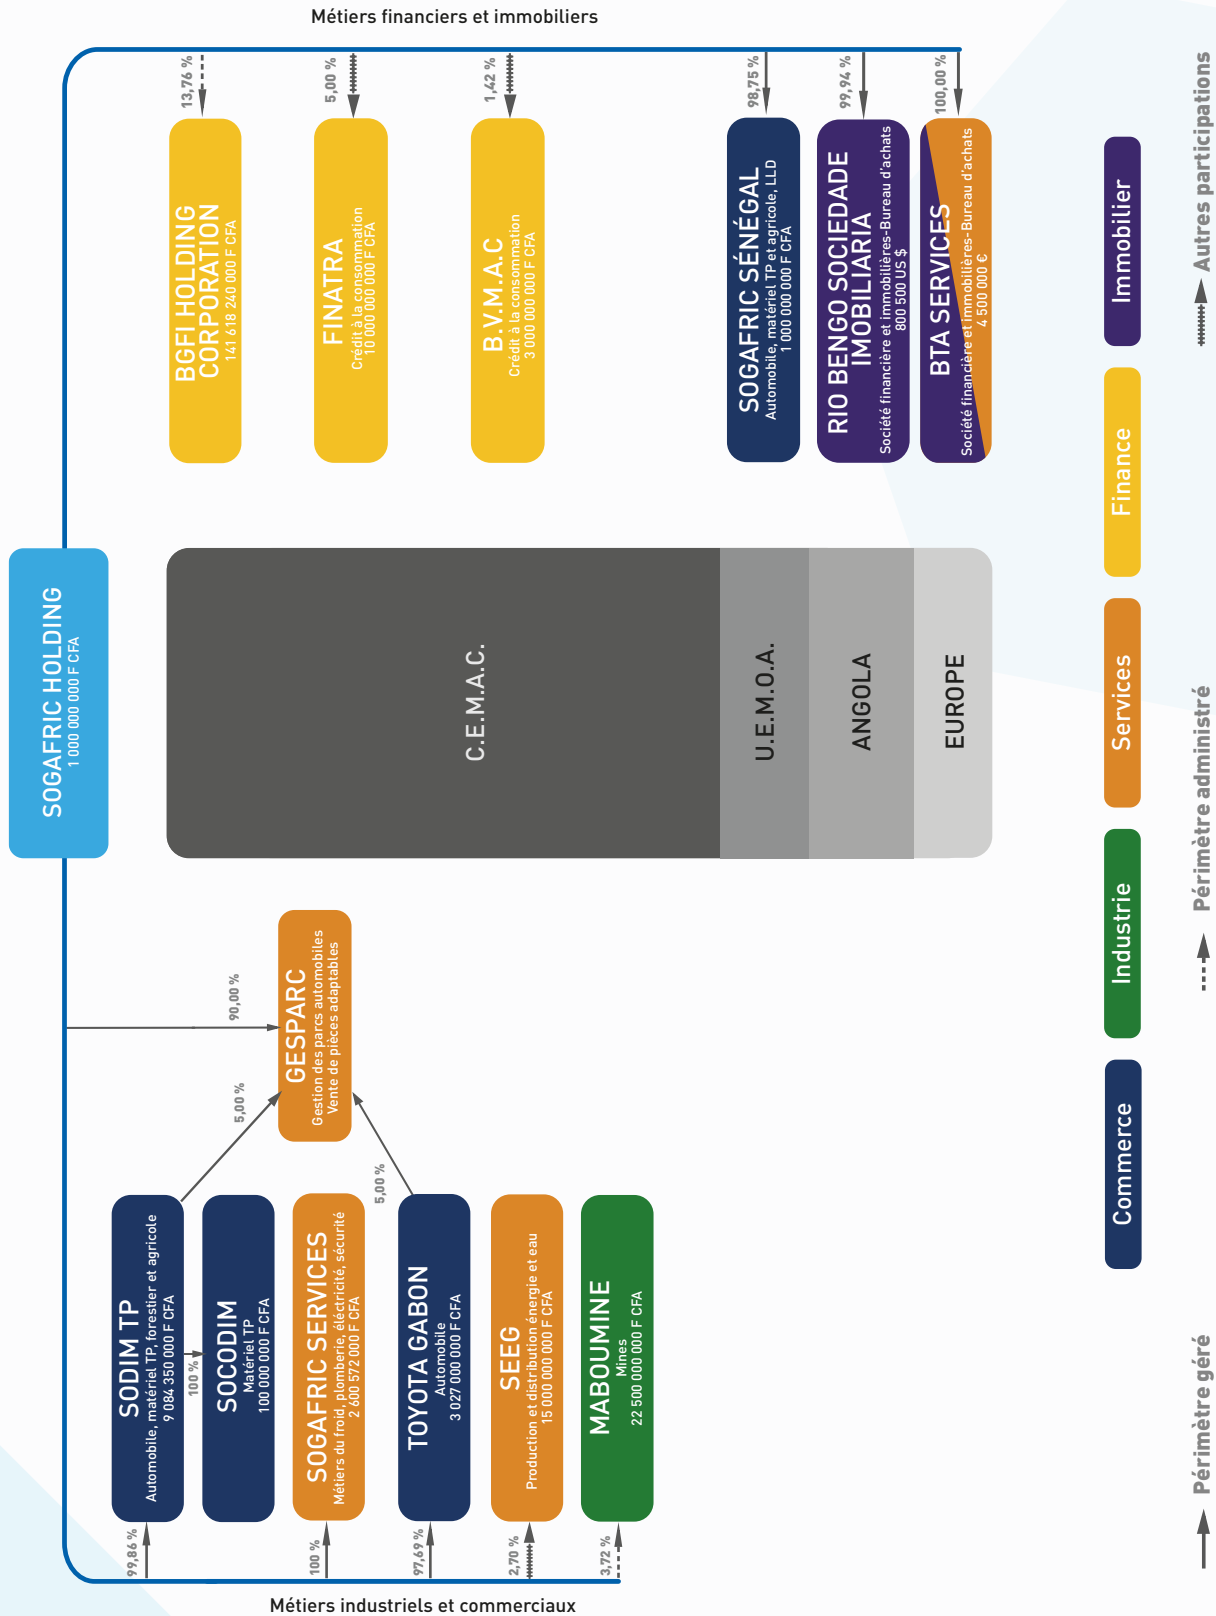 SOGAFRIC HOLDING
1 000 000 000 F CFA
Métiers industriels et commerciaux
99,86 %
SODIM TP
Automobile, matériel TP, forestier et agricole
9 084 350 000 F CFA
100 %
SOCODIM
Matériel TP
100 000 000 F CFA
100 %
SOGAFRIC SERVICES
Métiers du froid, plomberie, éléctricité, sécurité
2 600 572 000 F CFA
97,69 %
TOYOTA GABON
Automobile
3 027 000 000 F CFA
2,70 %
SEEG
Production et distribution énergie et eau
15 000 000 000 F CFA
3,72 %
MABOUMINE
Mines
22 500 000 000 F CFA
5,00 %
5,00 %
90,00 %
GESPARC
Gestion des parcs automobiles
Vente de pièces adaptables
C.E.M.A.C.
U.E.M.O.A.
ANGOLA
EUROPE
Métiers financiers et immobiliers
13,76 %
BGFI HOLDING
CORPORATION
141 618 240 000 F CFA
5,00 %
FINATRA
Crédit à la consommation
10 000 000 000 F CFA
1,42 %
B.V.M.A.C
Crédit à la consommation
3 000 000 000 F CFA
98,75 %
SOGAFRIC SÉNÉGAL
Automobile, matériel TP et agricole, LLD
1 000 000 000 F CFA
99,94 %
RIO BENGO SOCIEDADE
IMOBILIARIA
Société financière et immobilières-Bureau d'achats
800 500 US $
100,00 %
BTA SERVICES
Société financière et immobilières-Bureau d'achats
4 500 000 €
Commerce
Industrie
Services
Finance
Immobilier
Périmètre géré
Périmètre administré
Autres participations